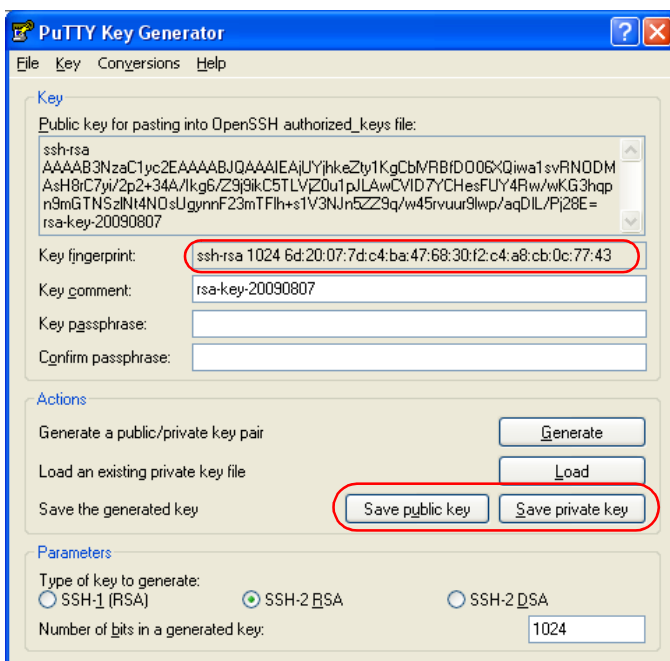 PuTTY Key Generator
File Key Conversions Help
Key
Public key for pasting into OpenSSH authorized_keys file:
ssh-rsa
AAAAB3NzaC1yc2EAAAABJQAAAIEAjUYjhkeZty1KgCblVRBfDO06XQiwa1svRNODM
AsH8rC7yi/2p2+34A/lkg6/Z9j9ikC5TLVjZ0u1pJLAwCVlD7YCHesFUY4Rw/wKG3hqp
n9mGTNSzlNt4NOsUgynnF23mTFlh+s1V3NJn5ZZ9q/w45rvuur9lwp/aqDlL/Pj28E=
rsa-key-20090807
Key fingerprint: ssh-rsa 1024 6d:20:07:7d:c4:ba:47:68:30:f2:c4:a8:cb:0c:77:43
Key comment: rsa-key-20090807
Key passphrase:
Confirm passphrase:
Actions
Generate a public/private key pair Generate
Load an existing private key file Load
Save the generated key Save public key Save private key
Parameters
Type of key to generate:
SSH-1 (RSA) SSH-2 RSA SSH-2 DSA
Number of bits in a generated key: 1024